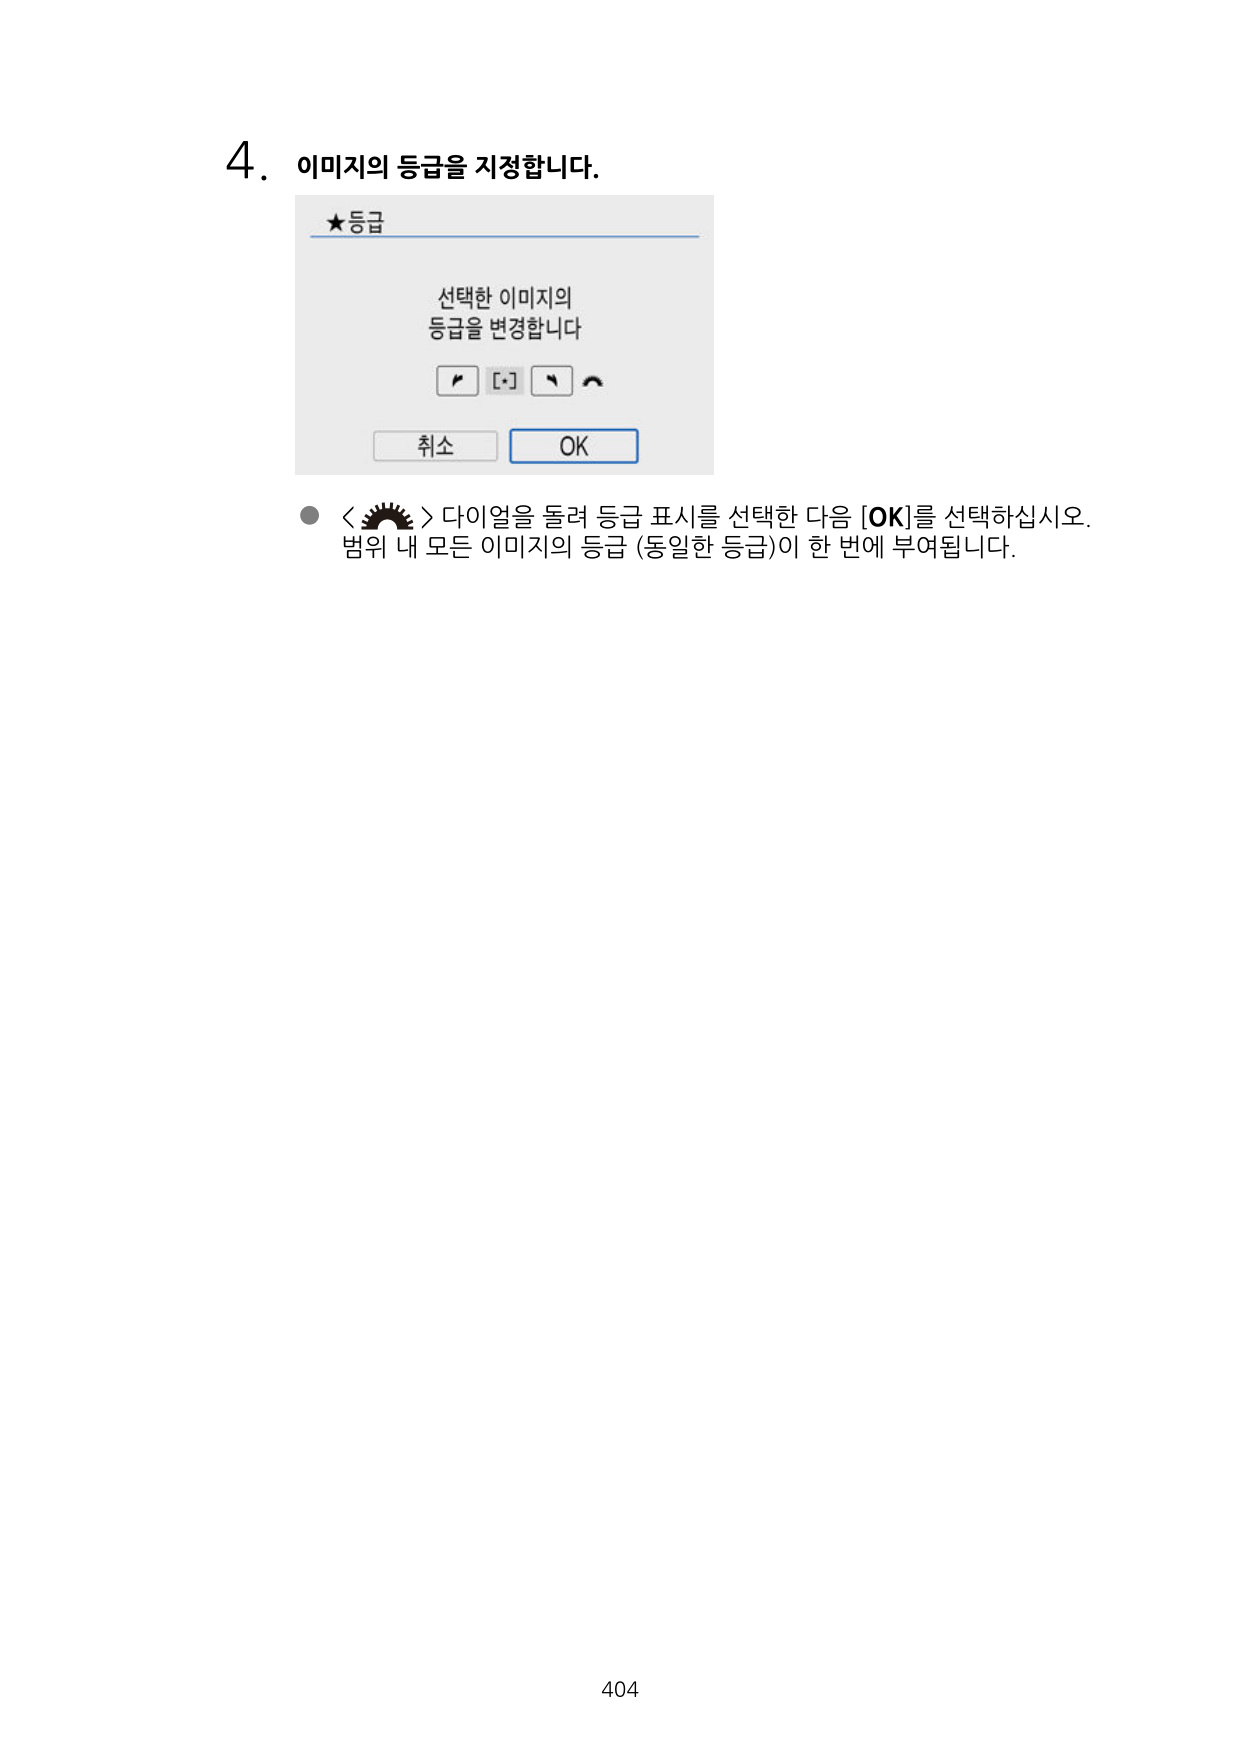 4. 이미지의 등급을 지정합니다.
★등급
선택한 이미지의
등급을 변경합니다
[⋆]
취소 OK
● < > 다이얼을 돌려 등급 표시를 선택한 다음 [OK]를 선택하십시오.
범위 내 모든 이미지의 등급 (동일한 등급)이 한 번에 부여됩니다.
404